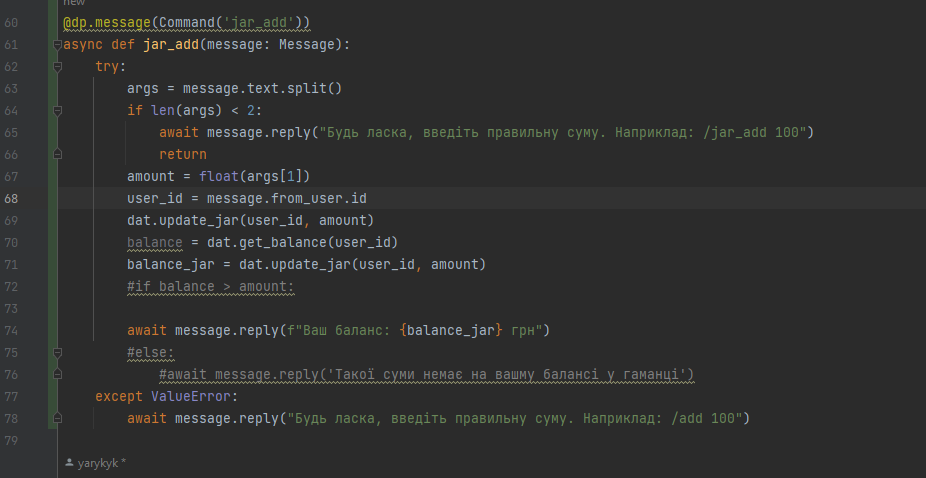 new
60 @dp.message(Command('jar_add'))
61 async def jar_add(message: Message):
62 try:
63 args = message.text.split()
64 if len(args) < 2:
65 await message.reply("Будь ласка, введіть правильну суму. Наприклад: /jar_add 100")
66 return
67 amount = float(args[1])
68 user_id = message.from_user.id
69 dat.update_jar(user_id, amount)
70 balance = dat.get_balance(user_id)
71 balance_jar = dat.update_jar(user_id, amount)
72 #if balance > amount:
73
74 await message.reply(f"Ваш баланс: {balance_jar} грн")
75 #else:
76 #await message.reply('Такої суми немає на вашму балансі у гаманці')
77 except ValueError:
78 await message.reply("Будь ласка, введіть правильну суму. Наприклад: /add 100")
79
yarykyk *